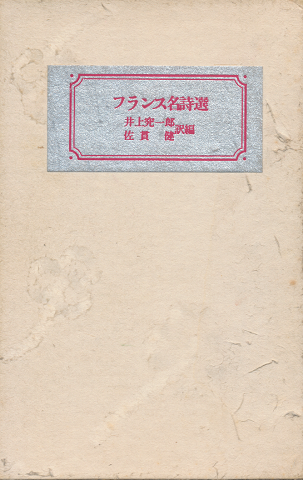 フランス名詩選
井上究一郎
佐貫健
訳編